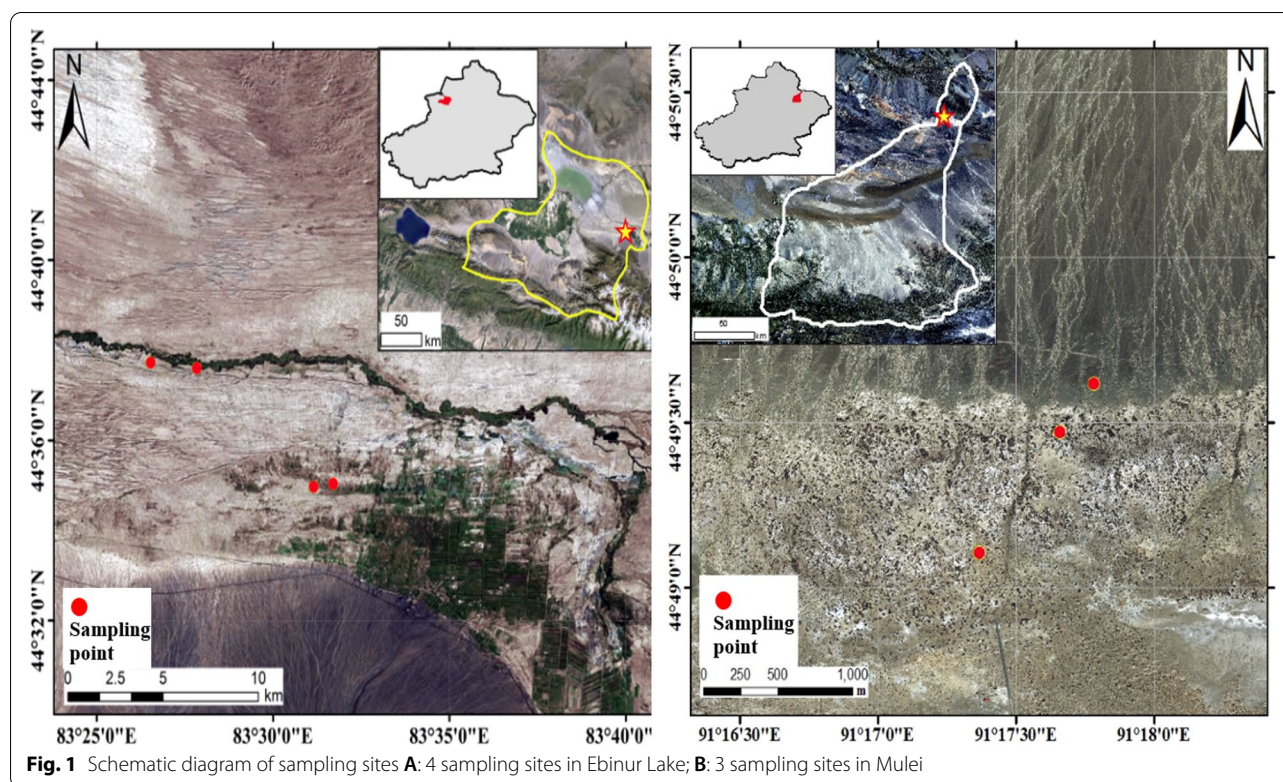 N
44°44'0"N
44°40'0"N
44°36'0"N
44°32'0"N
50
km
Sampling
point
0 2.5 5 10
km
83°25'0"E 83°30'0"E 83°35'0"E 83°40'0"E
N
44°50'30"N
44°50'0"N
44°49'30"N
44°49'0"N
50
km
Sampling
point
0 250 500 1,000
m
91°16'30"E 91°17'0"E 91°17'30"E 91°18'0"E
Fig. 1 Schematic diagram of sampling sites A: 4 sampling sites in Ebinur Lake; B: 3 sampling sites in Mulei